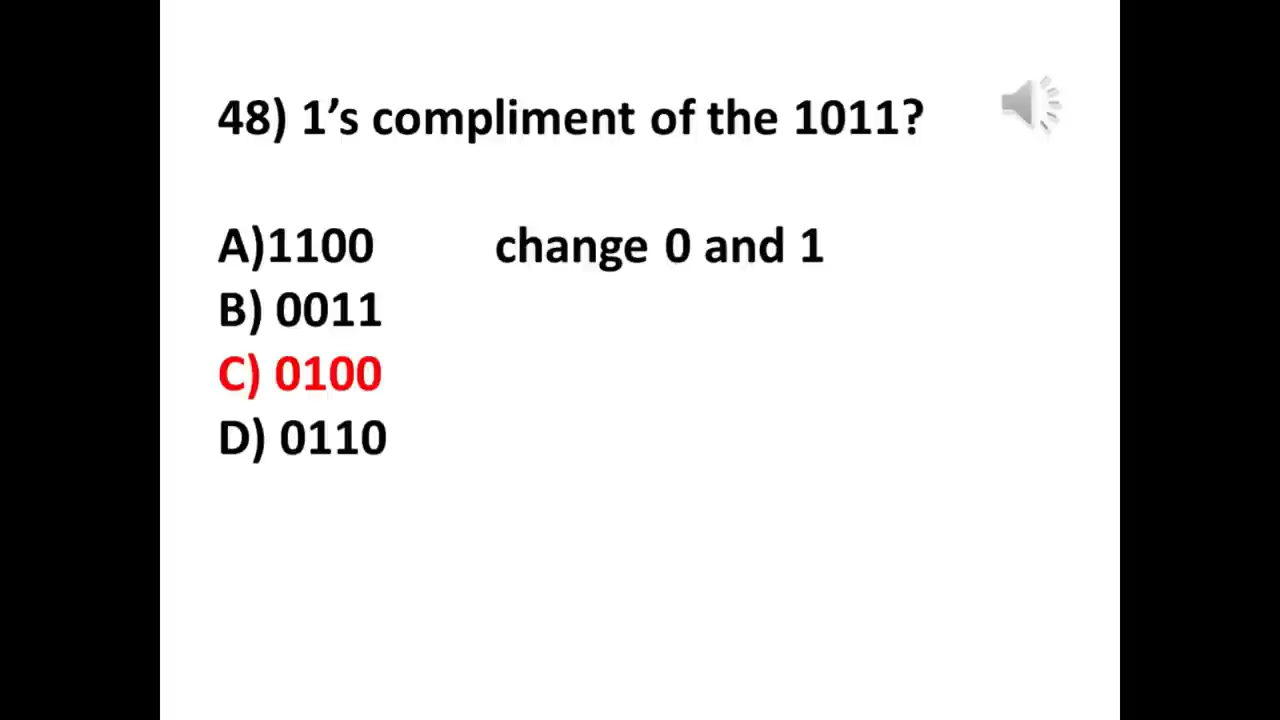 48) 1’s compliment of the 1011?
A)1100 change 0 and 1
B) 0011
C) 0100
D) 0110